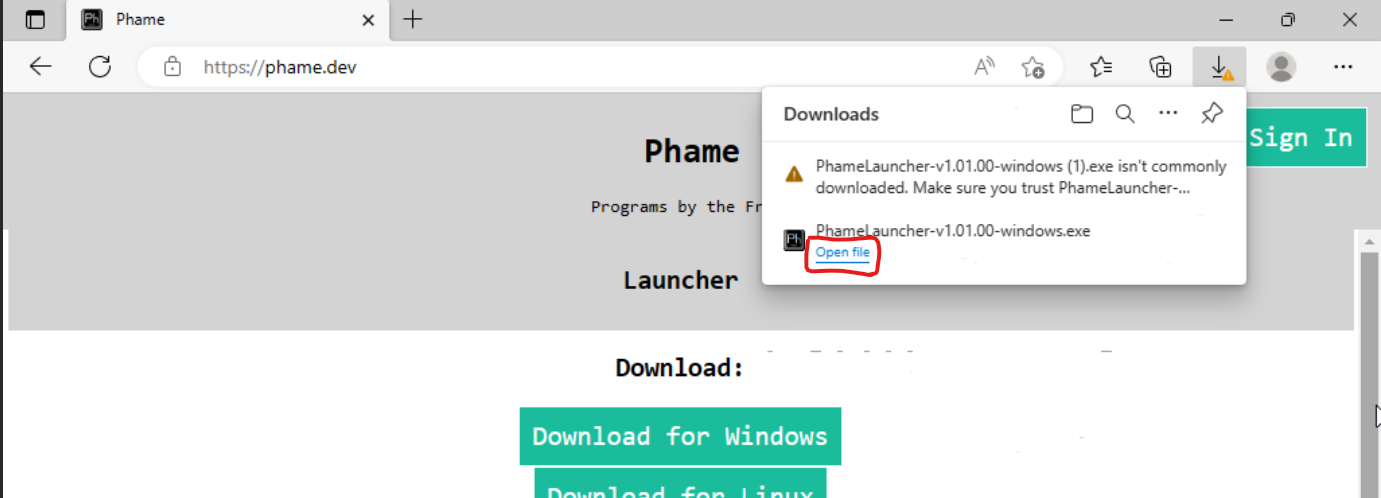 Ph Phame
https://phame.dev
Downloads
Sign In
PhameLauncher-v1.01.00-windows (1).exe isn't commonly
downloaded. Make sure you trust PhameLauncher-...
Ph PhameLauncher-v1.01.00-windows.exe
Open file
Phame
Programs by the Fr
Launcher
Download:
Download for Windows
Download for Linux